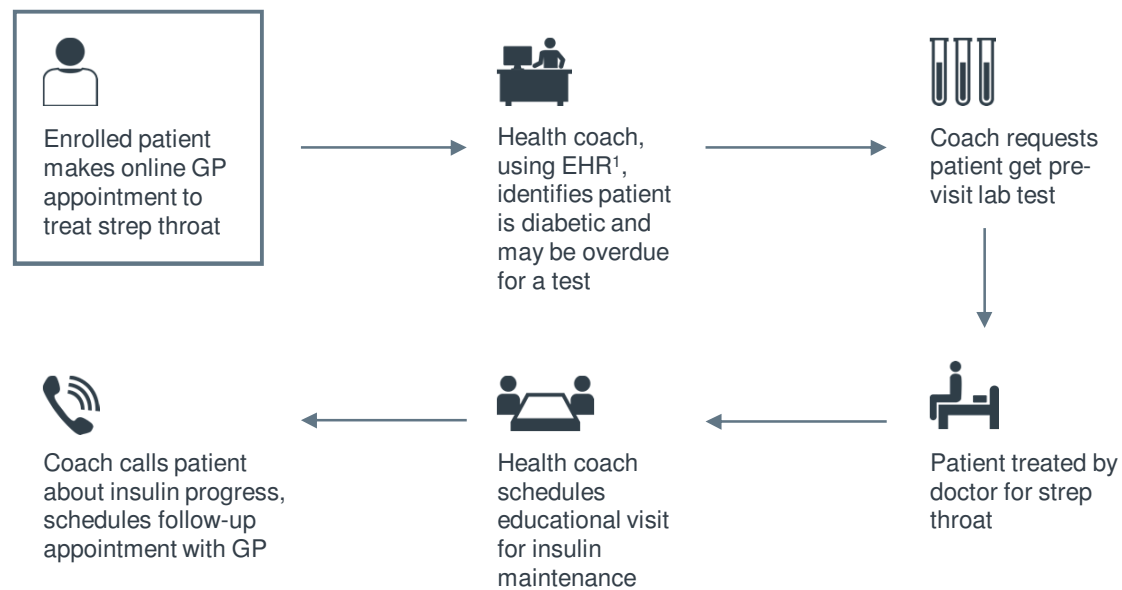 Enrolled patient
makes online GP
appointment to
treat strep throat
Health coach,
using EHR¹,
identifies patient
is diabetic and
may be overdue
for a test
Coach requests
patient get pre-
visit lab test
Patient treated by
doctor for strep
throat
Health coach
schedules
educational visit
for insulin
maintenance
Coach calls patient
about insulin progress,
schedules follow-up
appointment with GP